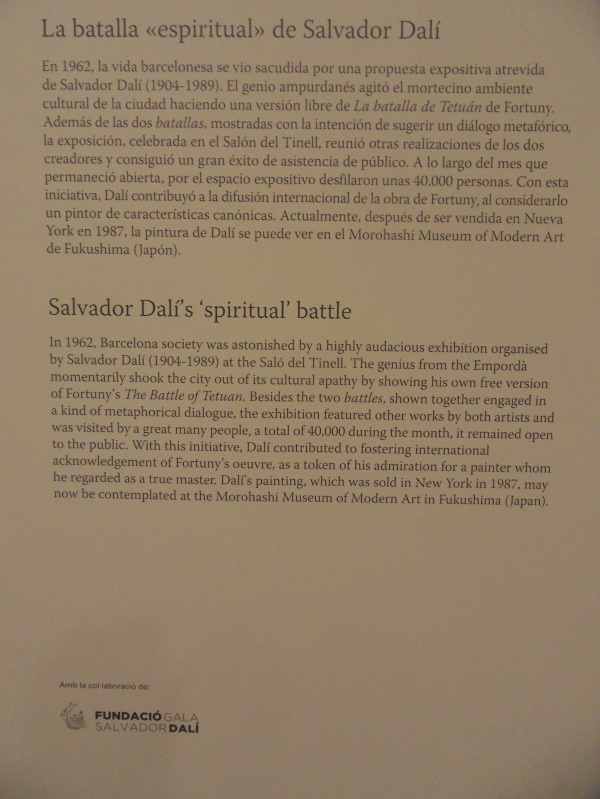 La batalla «espiritual» de Salvador Dalí
En 1962, la vida barcelonesa se vio sacudida por una propuesta expositiva atrevida
de Salvador Dalí (1904-1989). El genio ampurdanés agitó el mortecino ambiente
cultural de la ciudad haciendo una versión libre de La batalla de Tetuán de Fortuny.
Además de las dos batallas, mostradas con la intención de sugerir un diálogo metafórico,
la exposición, celebrada en el Salón del Tinell, reunió otras realizaciones de los dos
creadores y consiguió un gran éxito de asistencia de público. A lo largo del mes que
permaneció abierta, por el espacio expositivo desfilaron unas 40.000 personas. Con esta
iniciativa, Dalí contribuyó a la difusión internacional de la obra de Fortuny, al considerarlo
un pintor de características canónicas. Actualmente, después de ser vendida en Nueva
York en 1987, la pintura de Dalí se puede ver en el Morohashi Museum of Modern Art
de Fukushima (Japón).
Salvador Dalí's 'spiritual' battle
In 1962, Barcelona society was astonished by a highly audacious exhibition organised
by Salvador Dalí (1904-1989) at the Saló del Tinell. The genius from the Empordà
momentarily shook the city out of its cultural apathy by showing his own free version
of Fortuny's The Battle of Tetuan. Besides the two battles, shown together engaged in
a kind of metaphorical dialogue, the exhibition featured other works by both artists and
was visited by a great many people, a total of 40,000 during the month, it remained open
to the public. With this initiative, Dalí contributed to fostering international
acknowledgement of Fortuny's oeuvre, as a token of his admiration for a painter whom
he regarded as a true master. Dalí's painting, which was sold in New York in 1987, may
now be contemplated at the Morohashi Museum of Modern Art in Fukushima (Japan).
Amb la col·laboració de:
FUNDACIÓ GALA
SALVADOR DALÍ